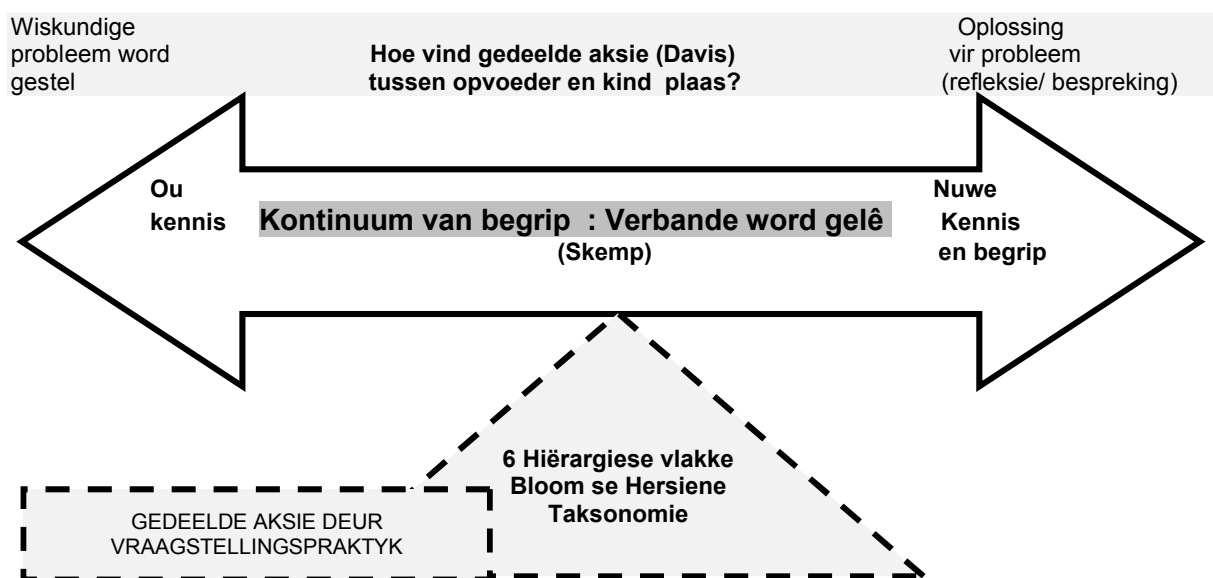 Wiskundige
probleem word
gestel
Hoe vind gedeelde aksie (Davis)
tussen opvoeder en kind plaas?
Oplossing
vir probleem
(refleksie/ bespreking)
Ou
kennis
Kontinuum van begrip : Verbande word gelê
(Skemp)
Nuwe
Kennis
en begrip
6 Hiërargiese vlakke
Bloom se Hersiene
Taksonomie
GEDEELDE AKSIE DEUR
VRAAGSTELLINGSPRAKTYK